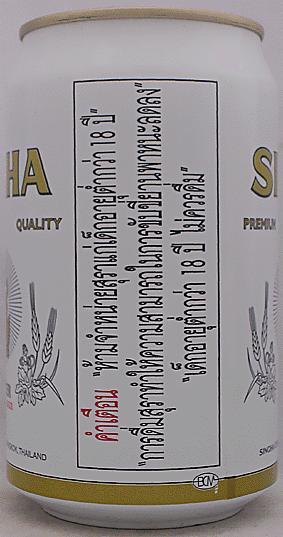 HA
QUALITY
OK, THAILAND
คำเตือน "ห้ามจำหน่ายสุราแก่เด็กอายุต่ำกว่า 18 ปี"
"การดื่มสุราทำให้ความสามารถในการขับขี่ยานพาหนะลดลง"
"เด็กอายุต่ำกว่า 18 ปี ไม่ควรดื่ม"
BCM
S
PREMIUM
SINGHA